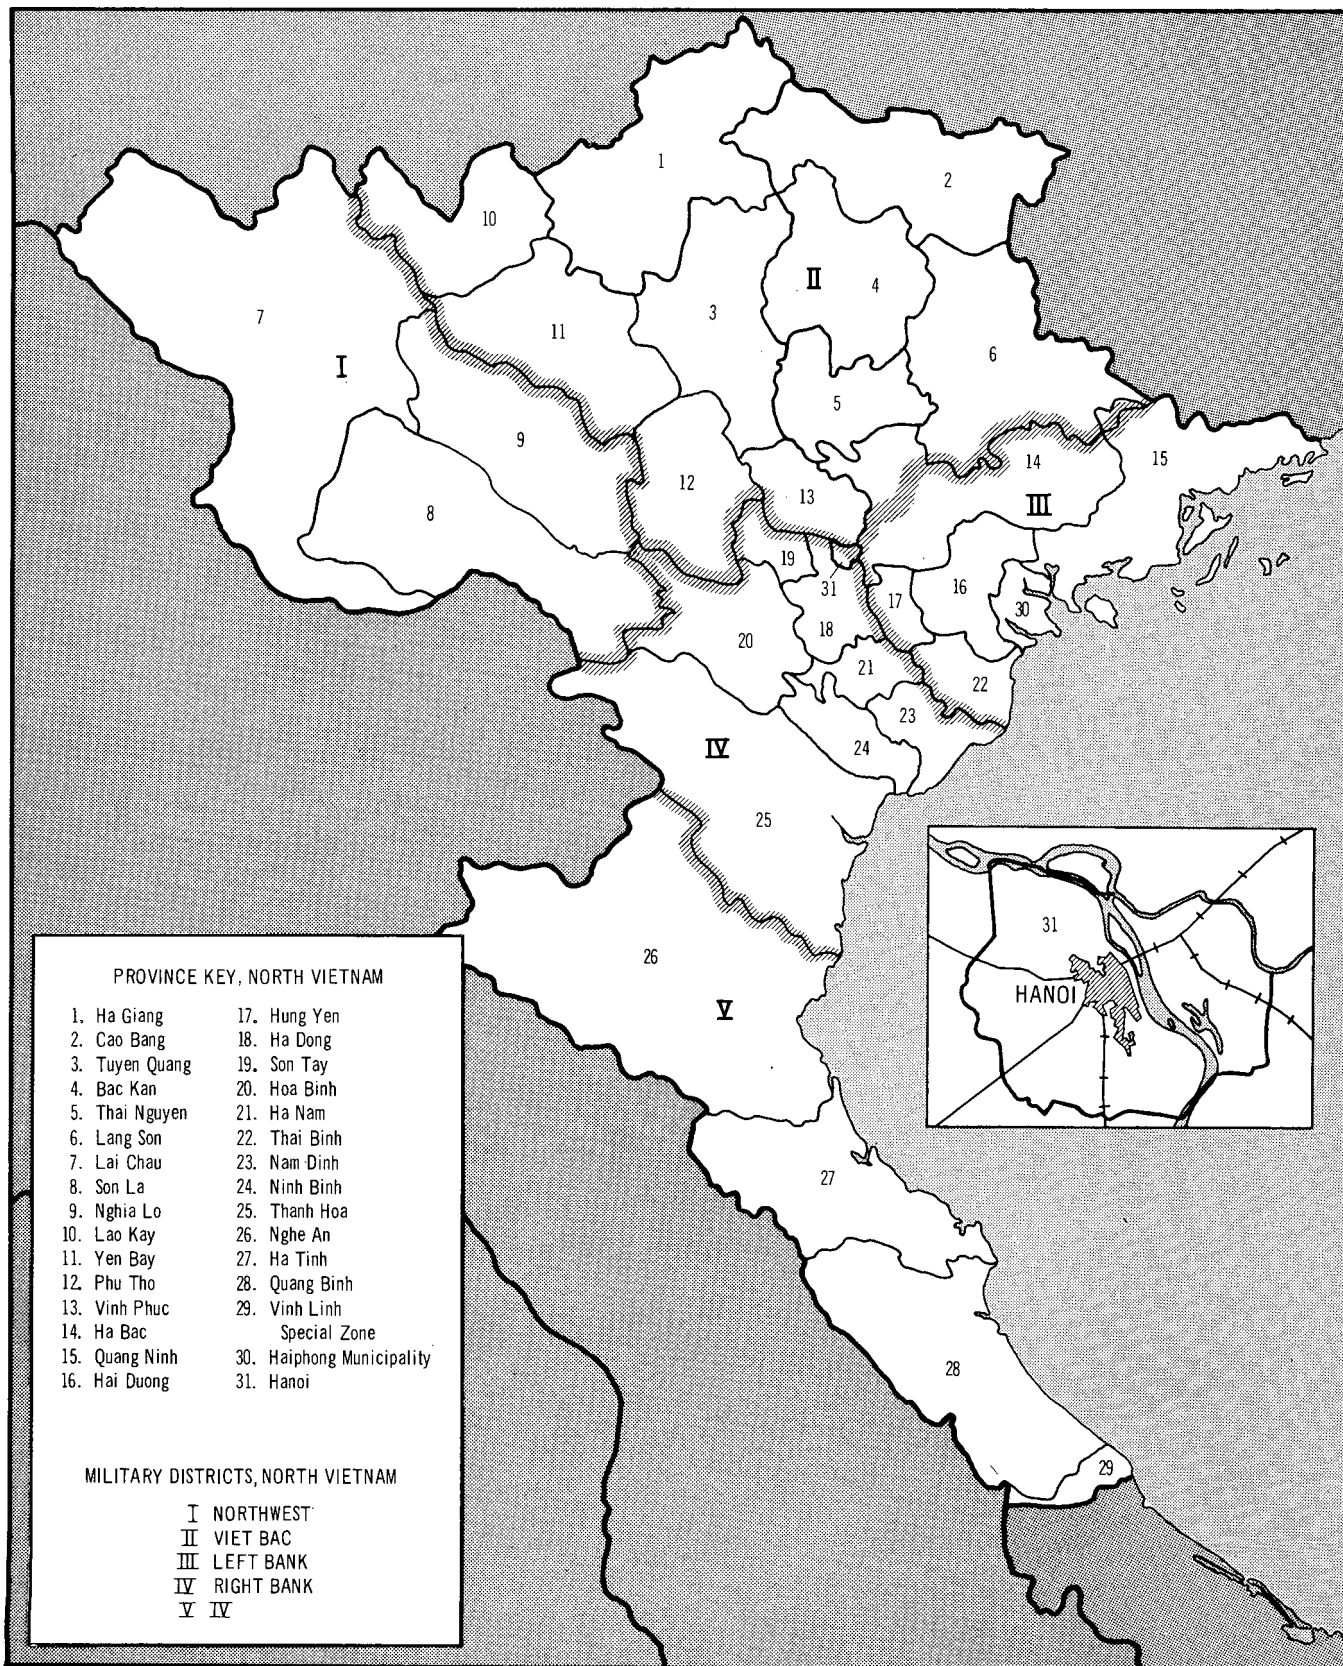 1
2
10
II
4
7
3
11
6
I
5
9
14
15
12
13
III
8
19
31
17
16
30
18
20
21
22
23
IV
24
25
31
HANOI
26
V
27
28
29
PROVINCE KEY, NORTH VIETNAM
1. Ha Giang
2. Cao Bang
3. Tuyen Quang
4. Bac Kan
5. Thai Nguyen
6. Lang Son
7. Lai Chau
8. Son La
9. Nghia Lo
10. Lao Kay
11. Yen Bay
12. Phu Tho
13. Vinh Phuc
14. Ha Bac
15. Quang Ninh
16. Hai Duong
17. Hung Yen
18. Ha Dong
19. Son Tay
20. Hoa Binh
21. Ha Nam
22. Thai Binh
23. Nam Dinh
24. Ninh Binh
25. Thanh Hoa
26. Nghe An
27. Ha Tinh
28. Quang Binh
29. Vinh Linh
Special Zone
30. Haiphong Municipality
31. Hanoi
MILITARY DISTRICTS, NORTH VIETNAM
I NORTHWEST
II VIET BAC
III LEFT BANK
IV RIGHT BANK
V IV